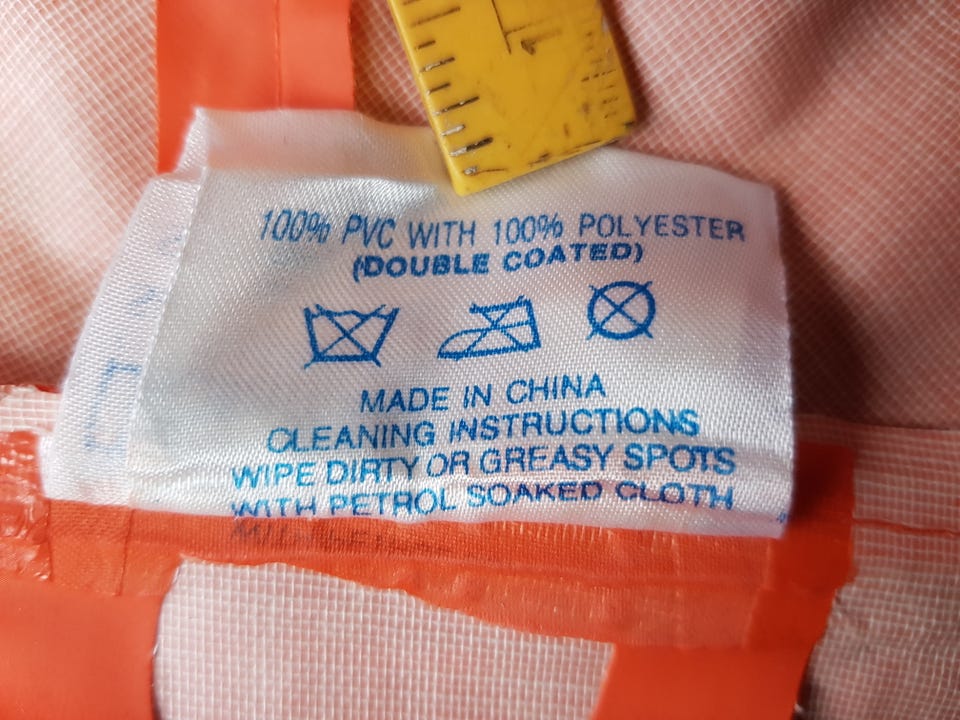 1
100% PVC WITH 100% POLYESTER
(DOUBLE COATED)
MADE IN CHINA
CLEANING INSTRUCTIONS
WIPE DIRTY OR GREASY SPOTS
WITH PETROL SOAKED CLOTH